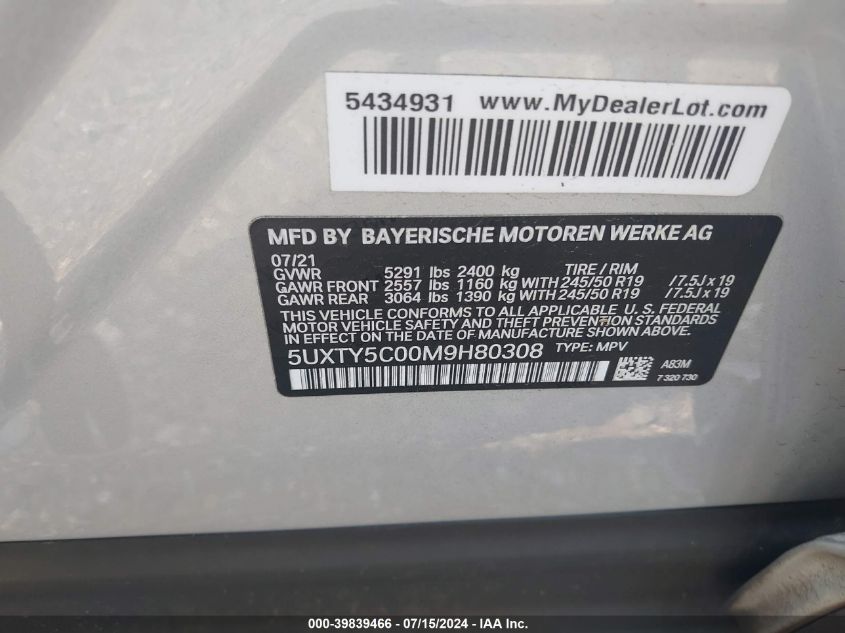 5434931 www.MyDealerLot.com
MFD BY BAYERISCHE MOTOREN WERKE AG
07/21
GVWR 5291 lbs 2400 kg TIRE / RIM
GAWR FRONT 2557 lbs 1160 kg WITH 245/50 R19 /7.5J x 19
GAWR REAR 3064 lbs 1390 kg WITH 245/50 R19 /7.5J x 19
THIS VEHICLE CONFORMS TO ALL APPLICABLE U. S. FEDERAL
MOTOR VEHICLE SAFETY AND THEFT PREVENTION STANDARDS
IN EFFECT ON THE DATE OF MANUFACTURE SHOWN ABOVE.
5UXTY5C00M9H80308 TYPE: MPV
A83M
7 320 730
000-39839466 - 07/15/2024 - IAA Inc.